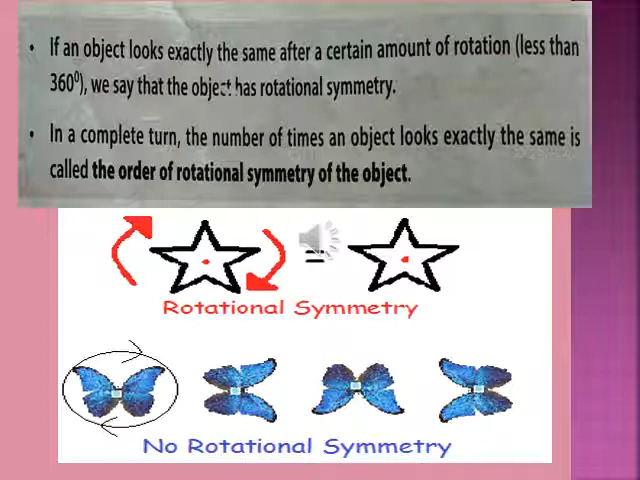 • If an object looks exactly the same after a certain amount of rotation (less than
360⁰), we say that the object has rotational symmetry.
• In a complete turn, the number of times an object looks exactly the same is
called the order of rotational symmetry of the object.
=
Rotational Symmetry
No Rotational Symmetry